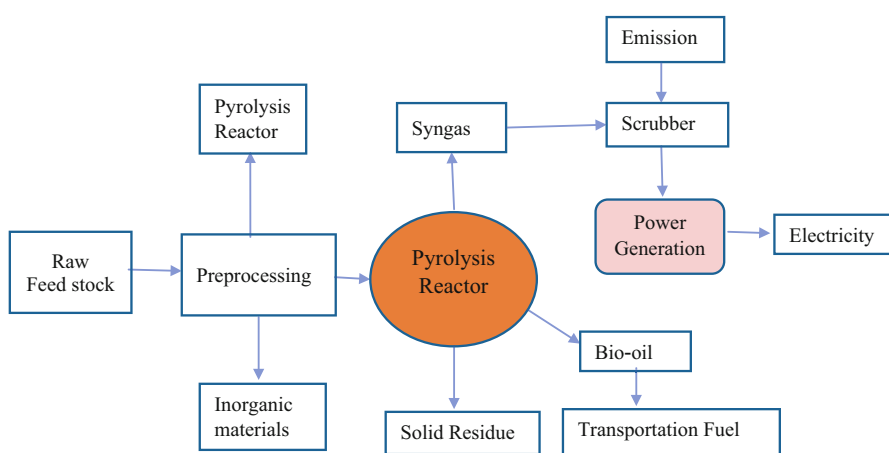 Emission
Pyrolysis
Reactor
Syngas
Scrubber
Power
Generation
Electricity
Raw
Feed stock
Preprocessing
Pyrolysis
Reactor
Bio-oil
Inorganic
materials
Solid Residue
Transportation Fuel